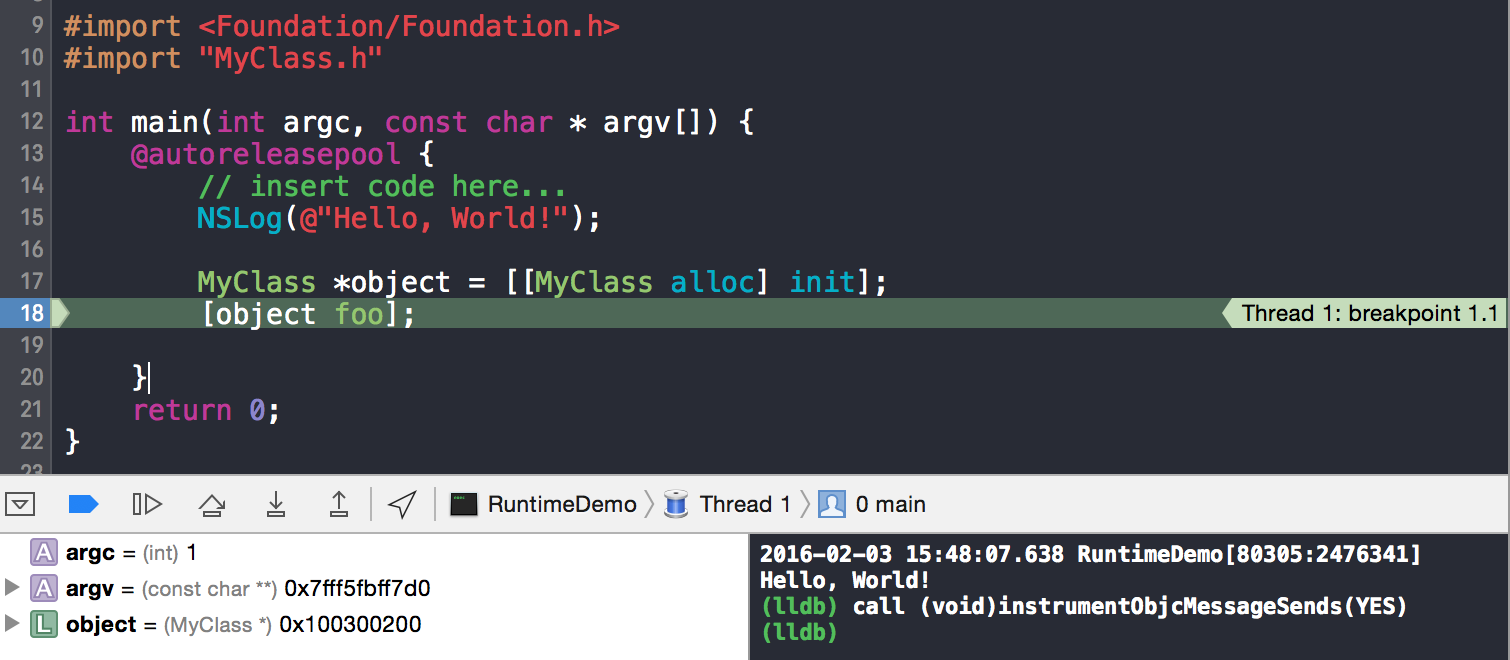 9 #import <Foundation/Foundation.h>
10 #import "MyClass.h"
11
12 int main(int argc, const char * argv[]) {
13 @autoreleasepool {
14 // insert code here...
15 NSLog(@"Hello, World!");
16
17 MyClass *object = [[MyClass alloc] init];
18 [object foo]; Thread 1: breakpoint 1.1
19
20 }
21 return 0;
22 }
23
RuntimeDemo Thread 1 0 main
A argc = (int) 1
A argv = (const char **) 0x7fff5fbff7d0
L object = (MyClass *) 0x100300200
2016-02-03 15:48:07.638 RuntimeDemo[80305:2476341]
Hello, World!
(lldb) call (void)instrumentObjcMessageSends(YES)
(lldb)